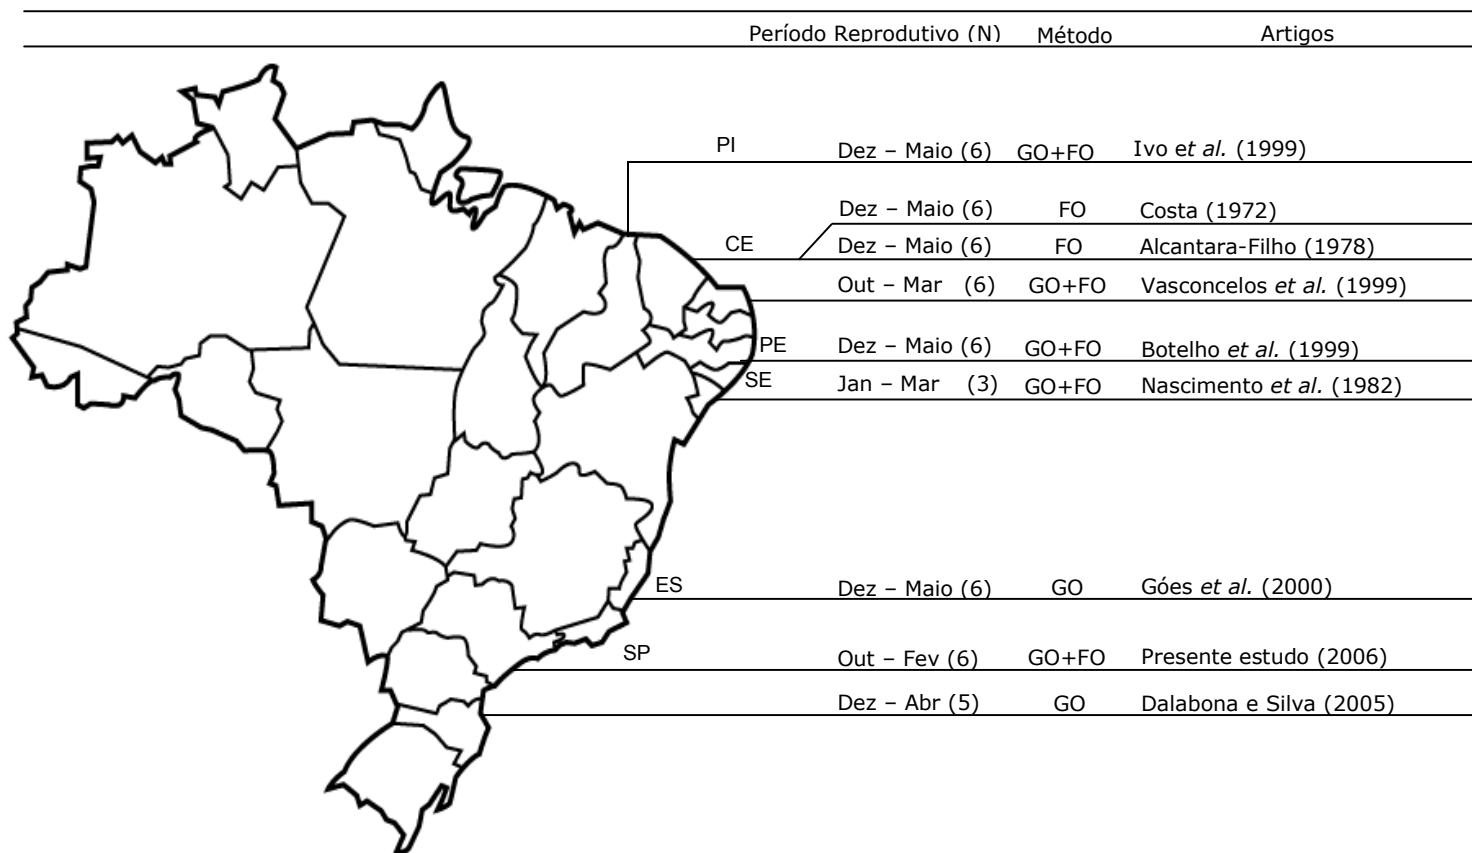 Período Reprodutivo (N) Método Artigos
PI Dez – Maio (6) GO+FO Ivo et al. (1999)
Dez – Maio (6) FO Costa (1972)
CE Dez – Maio (6) FO Alcantara-Filho (1978)
Out – Mar (6) GO+FO Vasconcelos et al. (1999)
PE Dez – Maio (6) GO+FO Botelho et al. (1999)
SE Jan – Mar (3) GO+FO Nascimento et al. (1982)
ES Dez – Maio (6) GO Góes et al. (2000)
SP Out – Fev (6) GO+FO Presente estudo (2006)
Dez – Abr (5) GO Dalabona e Silva (2005)